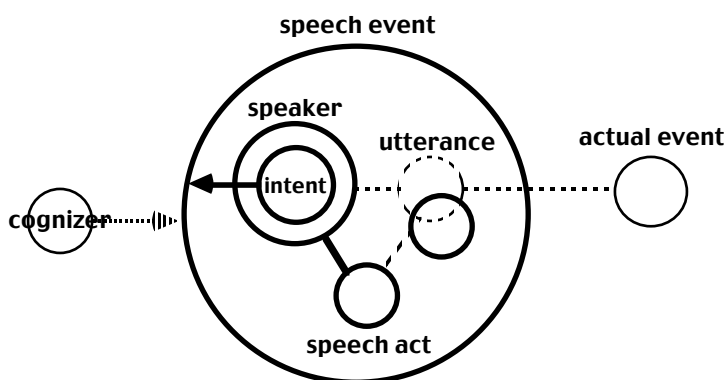 speech event
speaker
utterance
actual event
intent
cognizer
speech act